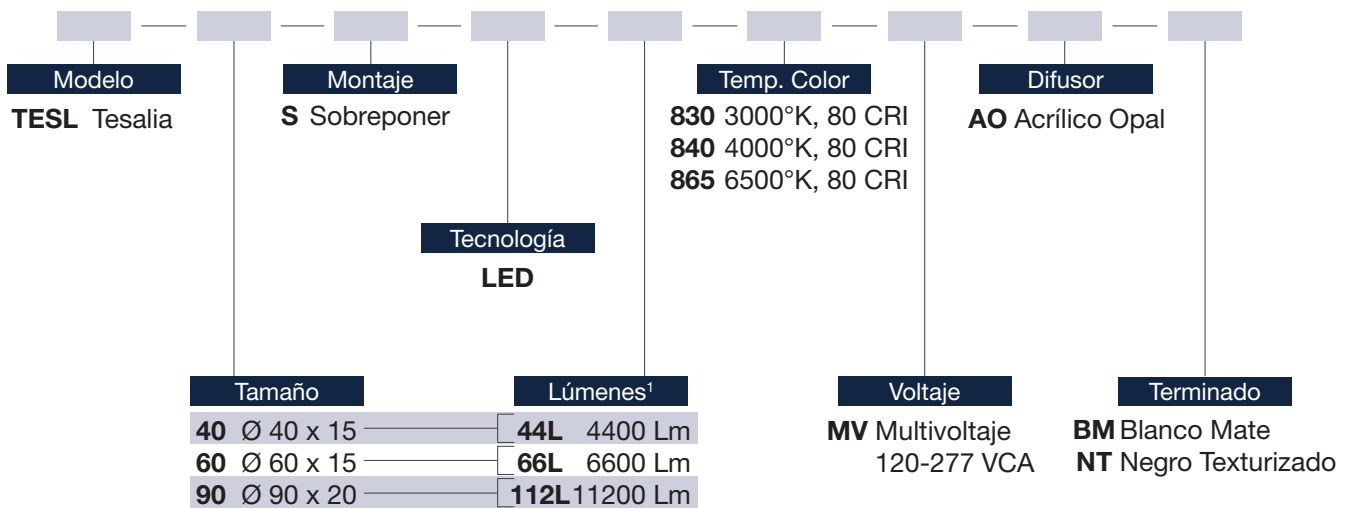 Modelo
TESL Tesalia
Montaje
S Sobreponer
Temp. Color
830 3000°K, 80 CRI
840 4000°K, 80 CRI
865 6500°K, 80 CRI
Difusor
AO Acrílico Opal
Tecnología
LED
Tamaño
40 Ø 40 x 15
60 Ø 60 x 15
90 Ø 90 x 20
Lúmenes¹
44L 4400 Lm
66L 6600 Lm
112L 11200 Lm
Voltaje
MV Multivoltaje
120-277 VCA
Terminado
BM Blanco Mate
NT Negro Texturizado